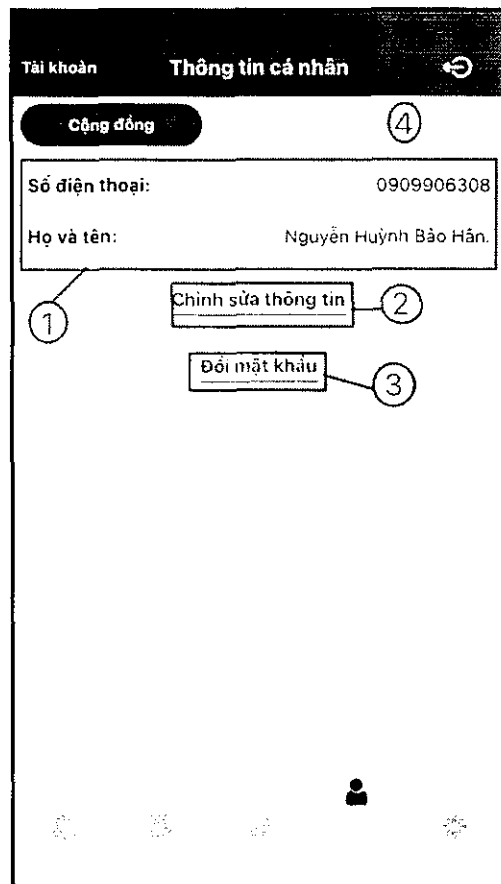 Tài khoản Thông tin cá nhân
Cộng đồng 4
Số điện thoại: 0909906308
Họ và tên: Nguyễn Huỳnh Bảo Hân.
1
Chỉnh sửa thông tin 2
Đổi mật khẩu 3